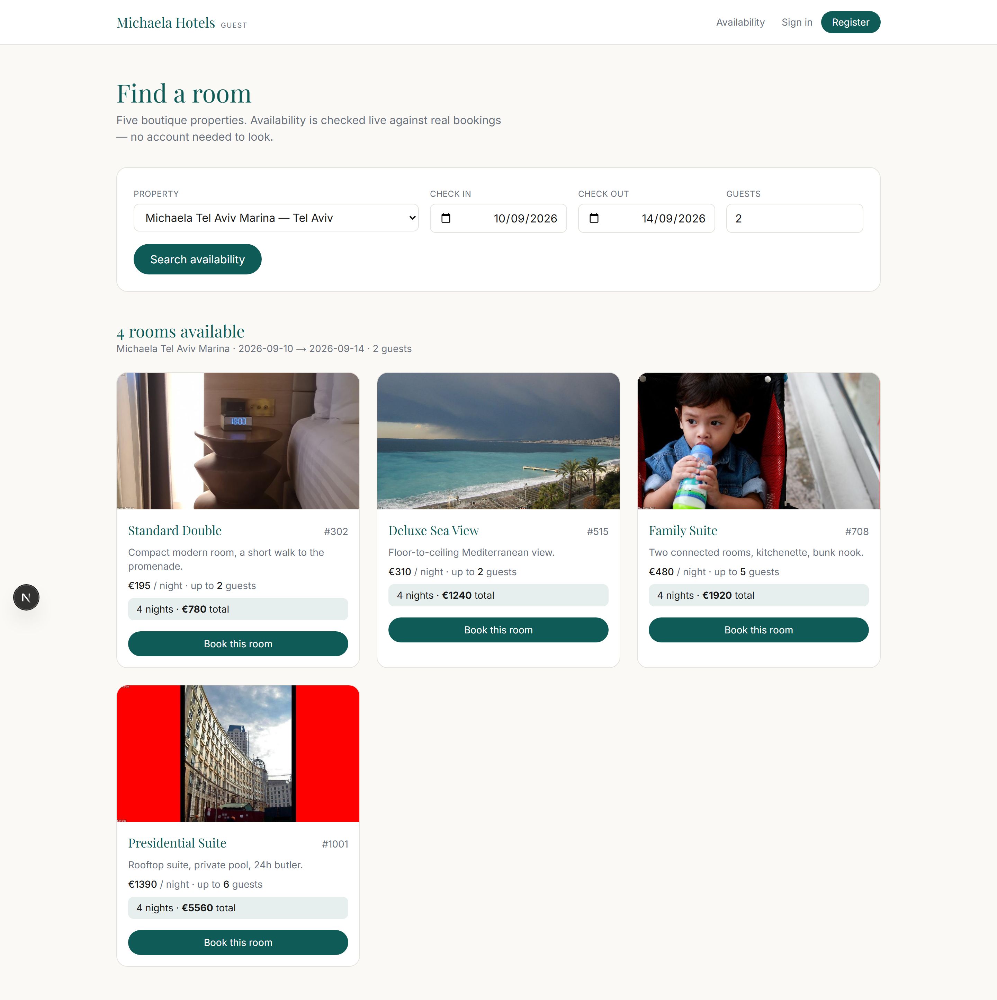 Michaela Hotels GUEST
Availability
Sign in
Register
Find a room
Five boutique properties. Availability is checked live against real bookings
— no account needed to look.
PROPERTY
CHECK IN
CHECK OUT
GUESTS
Michaela Tel Aviv Marina — Tel Aviv
10/09/2026
14/09/2026
2
Search availability
4 rooms available
Michaela Tel Aviv Marina · 2026-09-10 → 2026-09-14 · 2 guests
18:00
Standard Double
#302
Compact modern room, a short walk to the
promenade.
€195 / night · up to 2 guests
4 nights · €780 total
Book this room
Deluxe Sea View
#515
Floor-to-ceiling Mediterranean view.
€310 / night · up to 2 guests
4 nights · €1240 total
Book this room
Family Suite
#708
Two connected rooms, kitchenette, bunk nook.
€480 / night · up to 5 guests
4 nights · €1920 total
Book this room
N
Presidential Suite
#1001
Rooftop suite, private pool, 24h butler.
€1390 / night · up to 6 guests
4 nights · €5560 total
Book this room